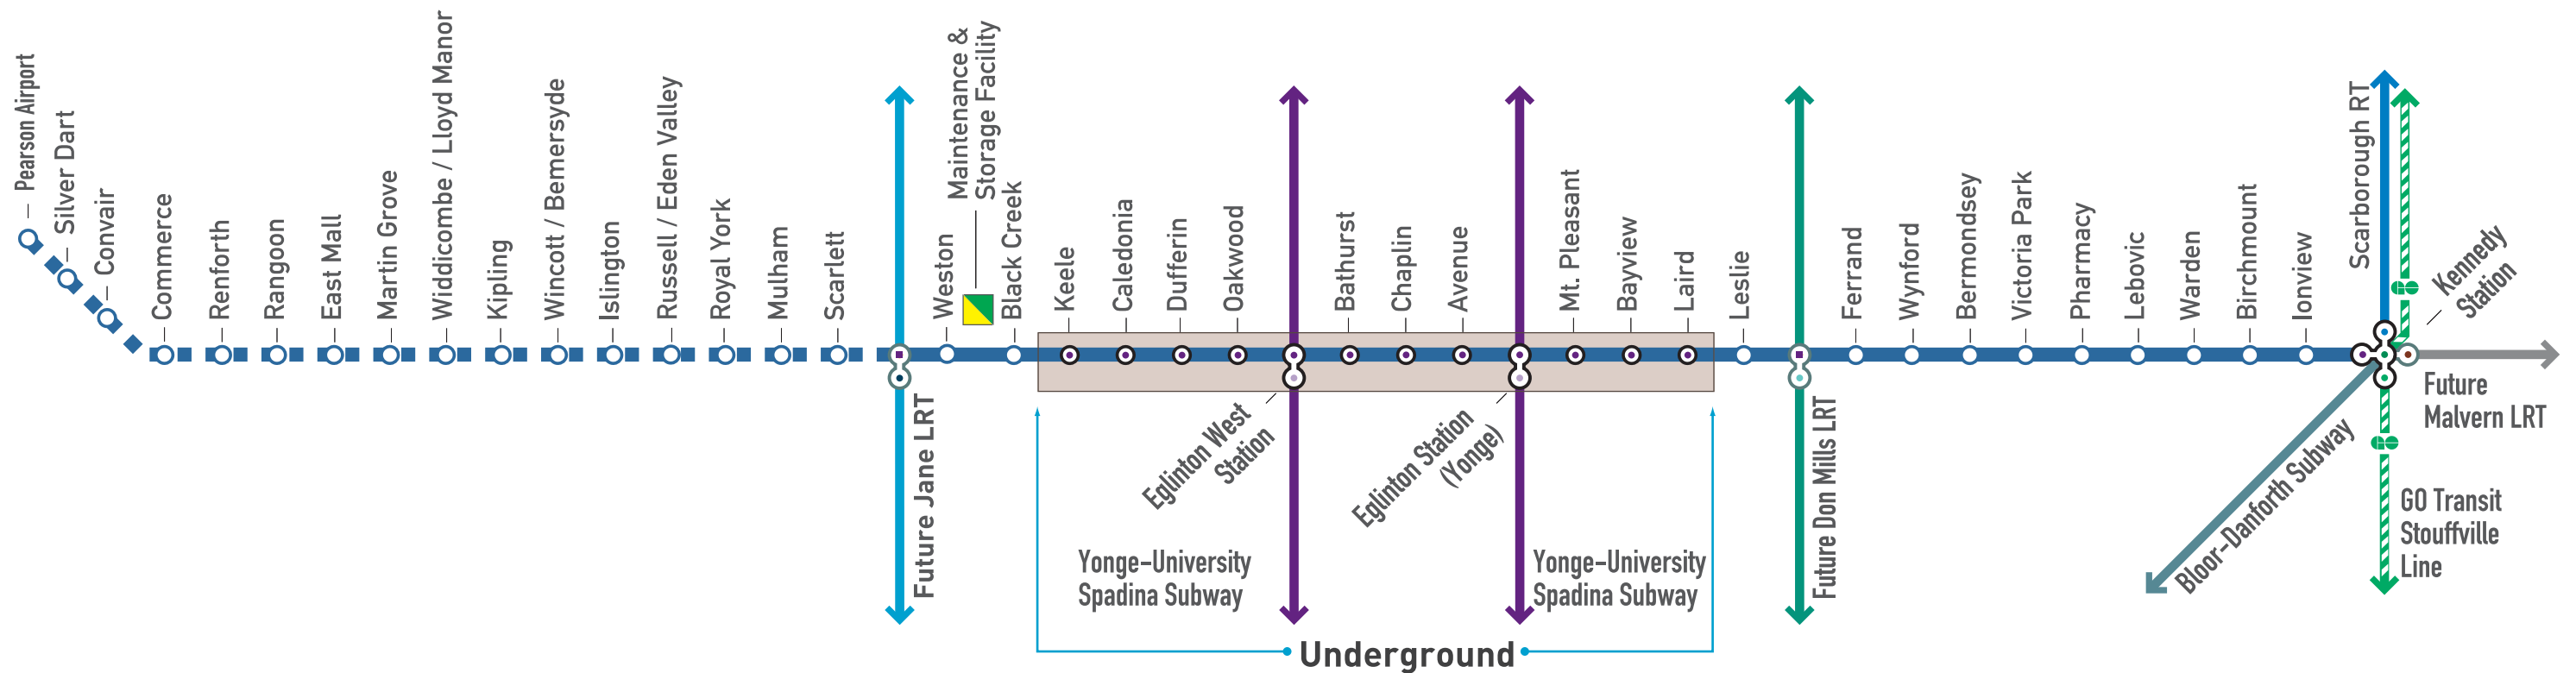 Pearson Airport
Silver Dart
Convair
Commerce
Renforth
Rangoon
East Mall
Martin Grove
Widdicombe / Lloyd Manor
Kipling
Wincott / Bemersyde
Islington
Russell / Eden Valley
Royal York
Mulham
Scarlett
Future Jane LRT
Weston
Maintenance &
Storage Facility
Black Creek
Keele
Caledonia
Dufferin
Oakwood
Eglinton West
Station
Yonge-University
Spadina Subway
Bathurst
Chaplin
Avenue
Eglinton Station
(Yonge)
Yonge-University
Spadina Subway
Mt. Pleasant
Bayview
Laird
Underground
Leslie
Future Don Mills LRT
Ferrand
Wynford
Bermondsey
Victoria Park
Pharmacy
Lebovic
Warden
Birchmount
Ionview
Scarborough RT
Kennedy
Station
Future
Malvern LRT
Bloor-Danforth Subway
GO Transit
Stouffville
Line